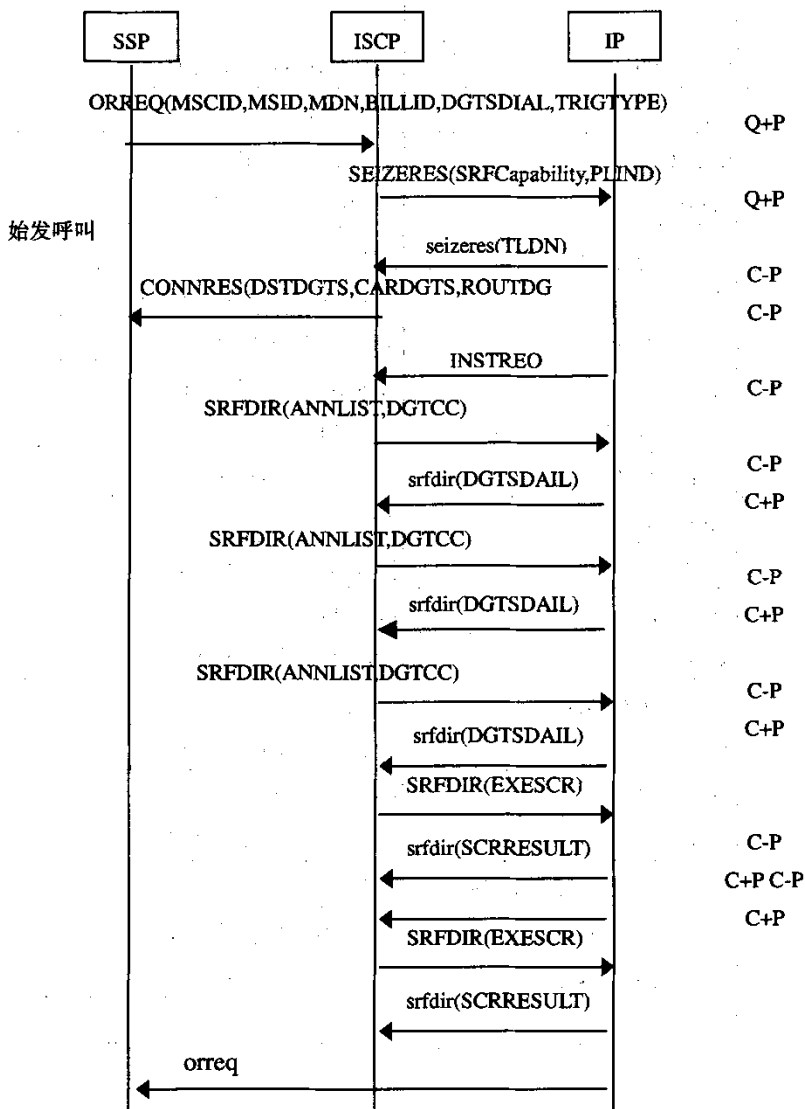 SSP ISCP IP
ORREQ(MSCID,MSID,MDN,BILLID,DGTSDIAL,TRIGTYPE)
Q+P
SEIZERES(SRFCapability,PLIND)
Q+P
始发呼叫
seizeres(TLDN)
C-P
CONNRES(DSTDGTS,CARDGTS,ROUTDG
C-P
INSTREO
C-P
SRFDIR(ANNLIST,DGTCC)
C-P
srfdir(DGTSDAIL)
C+P
SRFDIR(ANNLIST,DGTCC)
C-P
srfdir(DGTSDAIL)
C+P
SRFDIR(ANNLIST,DGTCC)
C-P
C+P
srfdir(DGTSDAIL)
SRFDIR(EXESCR)
C-P
srfdir(SCRRESULT)
C+P C-P
C+P
SRFDIR(EXESCR)
srfdir(SCRRESULT)
orreq